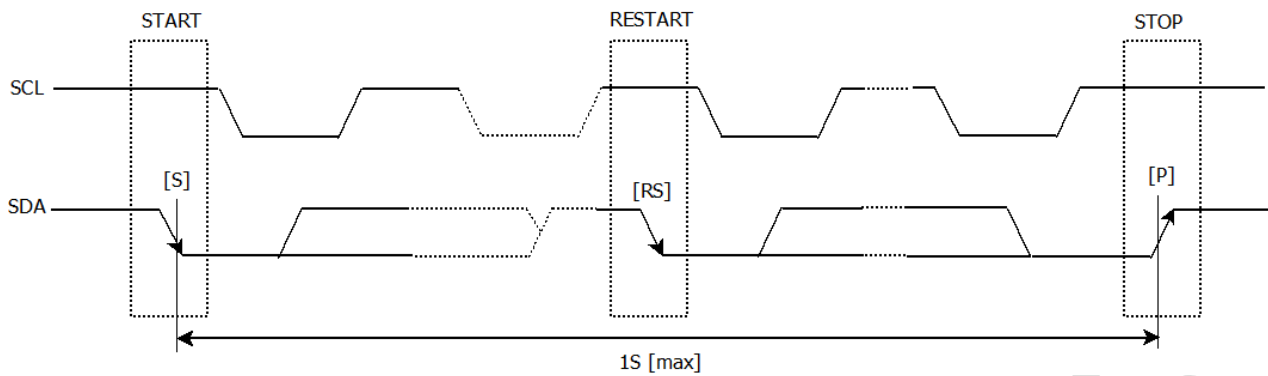 START
RESTART
STOP
SCL
[S]
[RS]
[P]
SDA
1S [max]